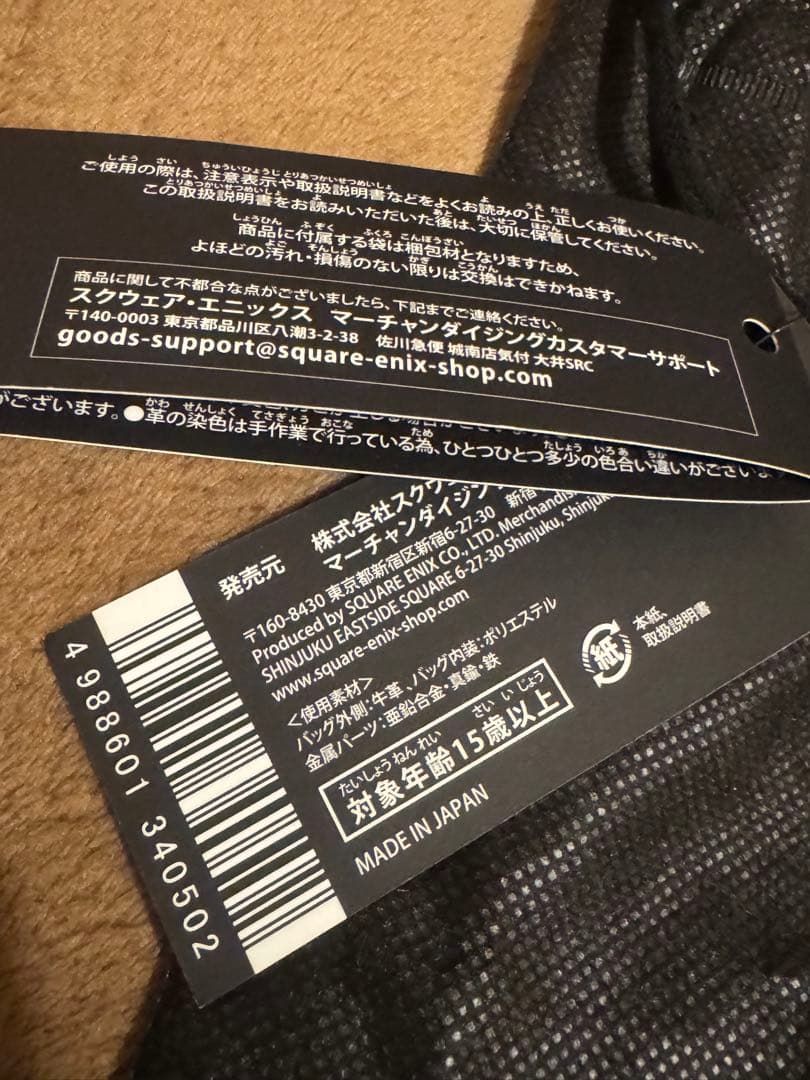 ご使用の際は、注意表示や取扱説明書などをよくお読みの上、正しくお使いください。
この取扱説明書をお読みいただいた後は、大切に保管してください。
商品に付属する袋は梱包材となりますため、
よほどの汚れ・損傷のない限りは交換はできかねます。
商品に関して不都合な点がございましたら、下記までご連絡ください。
スクウェア・エニックス マーチャンダイジングカスタマーサポート
〒140-0003 東京都品川区八潮3-2-38 佐川急便 城南店気付 大井SRC
goods-support@square-enix-shop.com
がございます。●革の染色は手作業で行っている為、ひとつひとつ多少の色合い違いがござい
発売元
株式会社スクウ
マーチャンダイジン
〒160-8430 東京都新宿区新宿6-27-30 新宿
Produced by SQUARE ENIX CO., LTD. Merchandis
SHINJUKU EASTSIDE SQUARE 6-27-30 Shinjuku, Shinju
www.square-enix-shop.com
<使用素材>
バッグ外側:牛革、バッグ内装:ポリエステル
金属パーツ:亜鉛合金・真鍮・鉄
対象年齢15歳以上
MADE IN JAPAN
紙
本紙、
取扱説明書
4 988601 340502